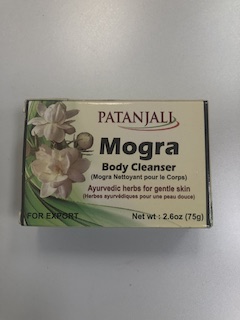 PATANJALI
Mogra
Body Cleanser
(Mogra Nettoyant pour le Corps)
Ayurvedic herbs for gentle skin
(Herbes ayurvédiques pour une peau douce)
FOR EXPORT
Net wt : 2.6oz (75g)